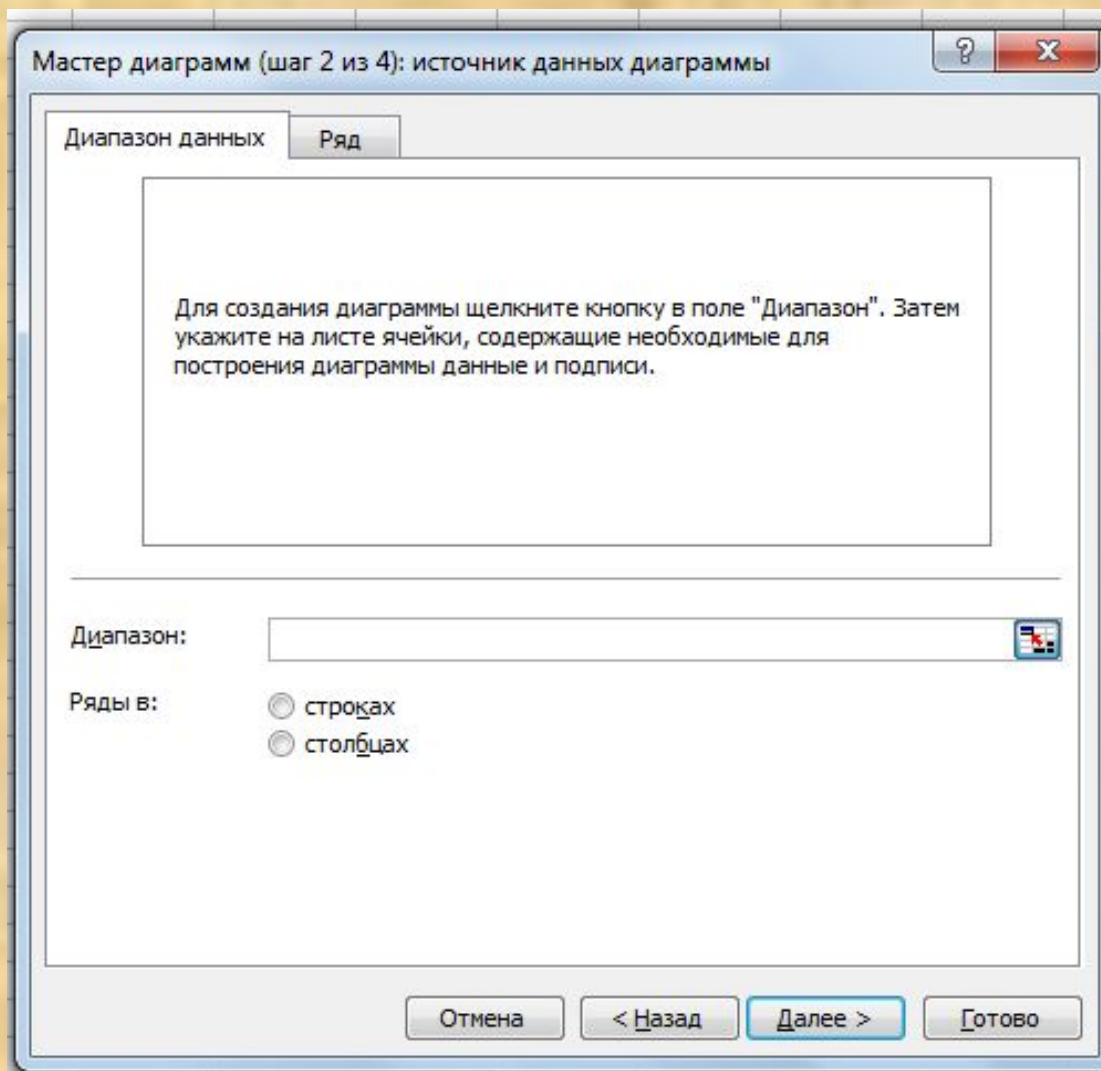 Мастер диаграмм (шаг 2 из 4): источник данных диаграммы
Диапазон данных
Ряд
Для создания диаграммы щелкните кнопку в поле "Диапазон". Затем
укажите на листе ячейки, содержащие необходимые для
построения диаграммы данные и подписи.
Диапазон:
Ряды в:
строках
столбцах
Отмена
< Назад
Далее >
Готово